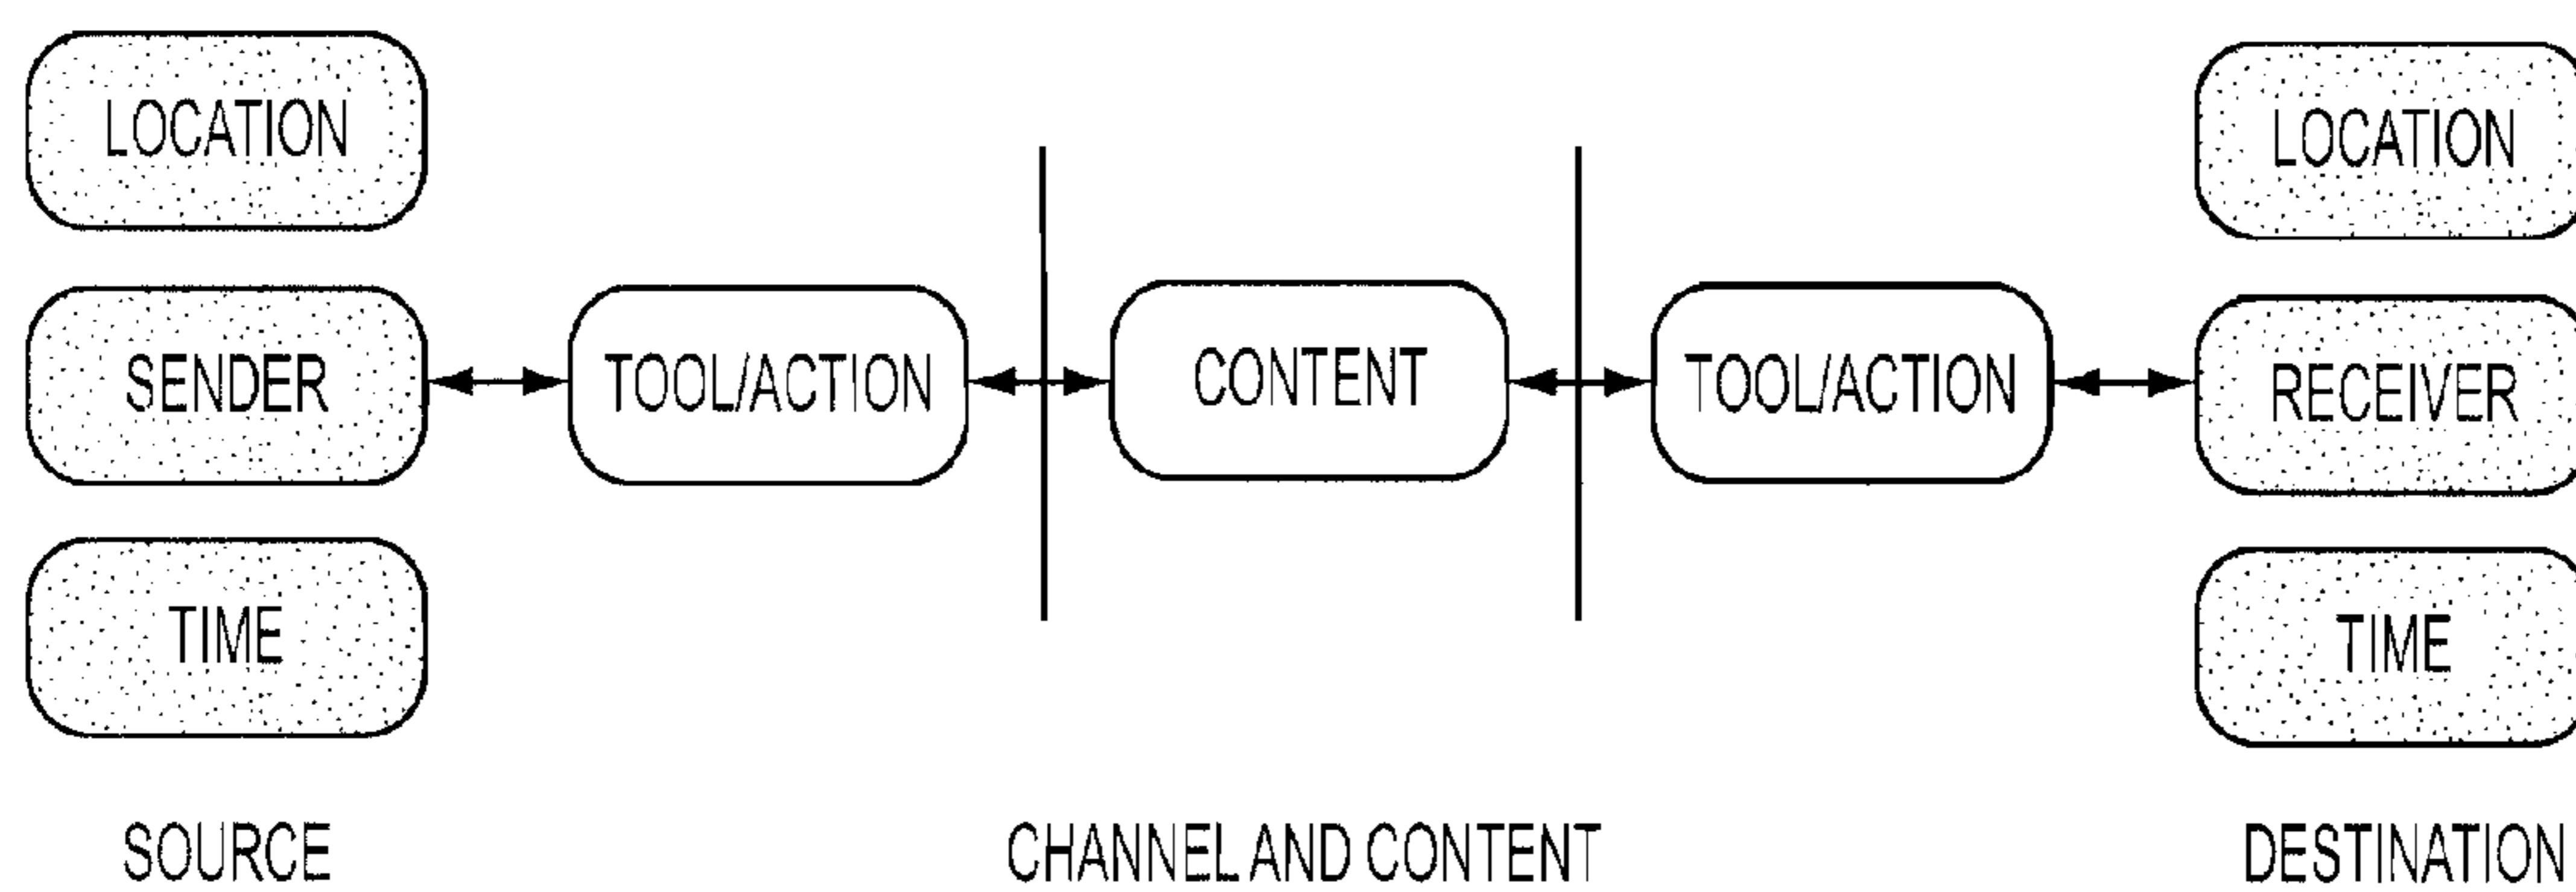 LOCATION
LOCATION
SENDER
TOOL/ACTION
CONTENT
TOOL/ACTION
RECEIVER
TIME
TIME
SOURCE
CHANNEL AND CONTENT
DESTINATION